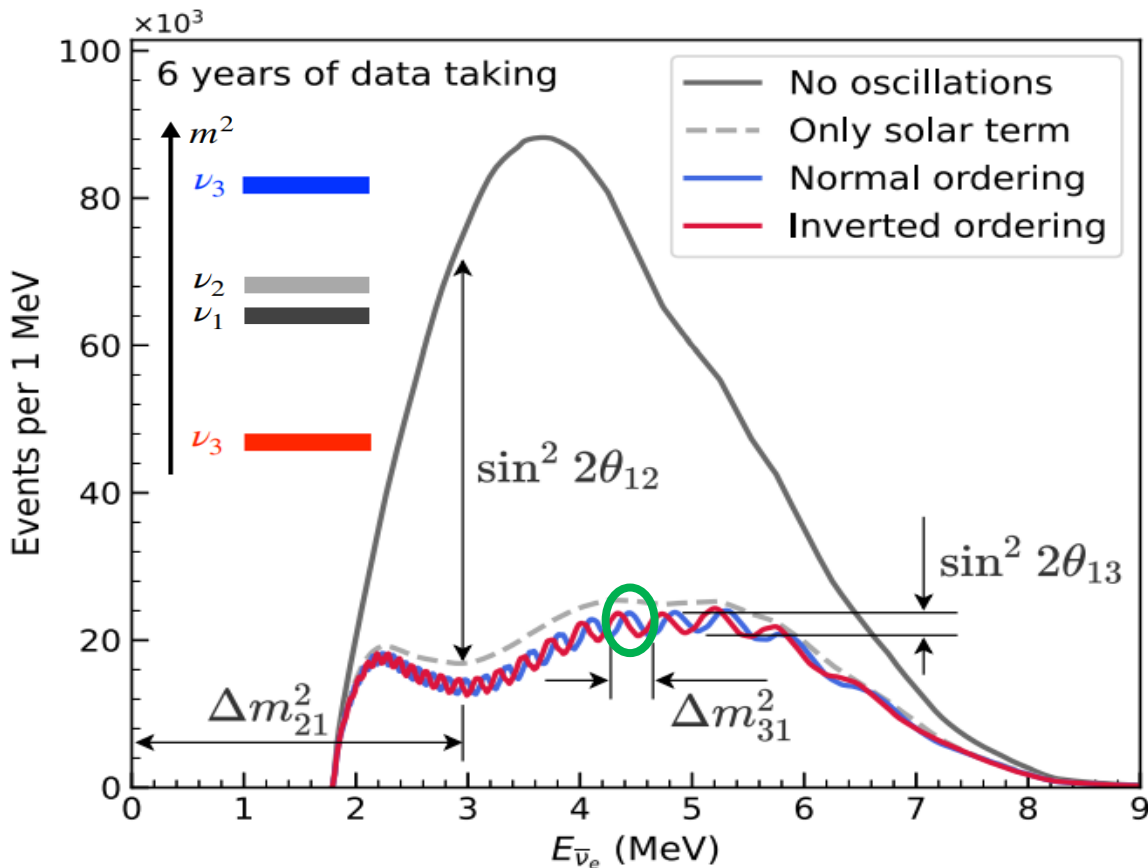 ×10³
6 years of data taking
m²
ν₃
ν₂
ν₁
ν₃
No oscillations
Only solar term
Normal ordering
Inverted ordering
sin² 2θ₁₂
sin² 2θ₁₃
Δm²₂₁
Δm²₃₁
Events per 1 MeV
100
80
60
40
20
0
0 1 2 3 4 5 6 7 8 9
E_ν̅ₑ (MeV)